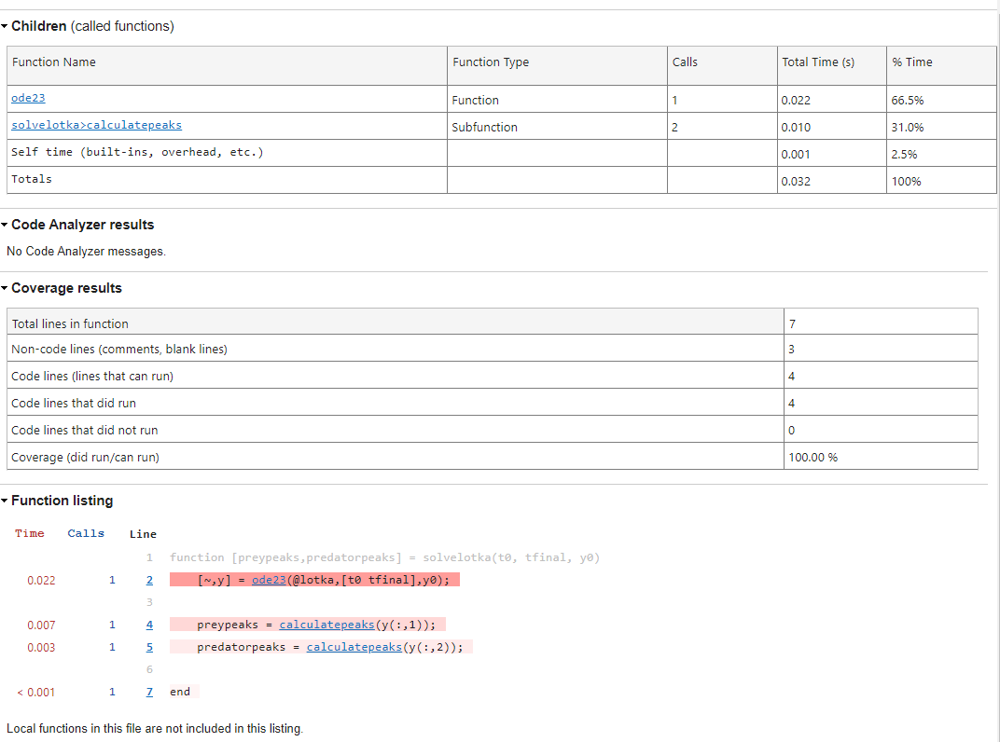 Children (called functions)
Function Name Function Type Calls Total Time (s) % Time
ode23 Function 1 0.022 66.5%
solvelotka>calculatepeaks Subfunction 2 0.010 31.0%
Self time (built-ins, overhead, etc.) 0.001 2.5%
Totals 0.032 100%
Code Analyzer results
No Code Analyzer messages.
Coverage results
Total lines in function 7
Non-code lines (comments, blank lines) 3
Code lines (lines that can run) 4
Code lines that did run 4
Code lines that did not run 0
Coverage (did run/can run) 100.00 %
Function listing
Time Calls Line
1 function [preypeaks,predatorpeaks] = solvelotka(t0, tfinal, y0)
0.022 1 2 [~,y] = ode23(@lotka,[t0 tfinal],y0);
3
0.007 1 4 preypeaks = calculatepeaks(y(:,1));
0.003 1 5 predatorpeaks = calculatepeaks(y(:,2));
6
< 0.001 1 7 end
Local functions in this file are not included in this listing.